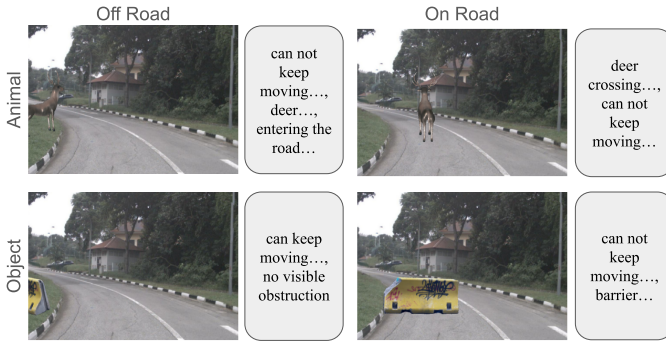 Off Road
On Road
Animal
can not
keep
moving…,
deer…,
entering the
road…
deer
crossing…,
can not
keep
moving…
Object
can keep
moving…,
no visible
obstruction
can not
keep
moving…,
barrier…